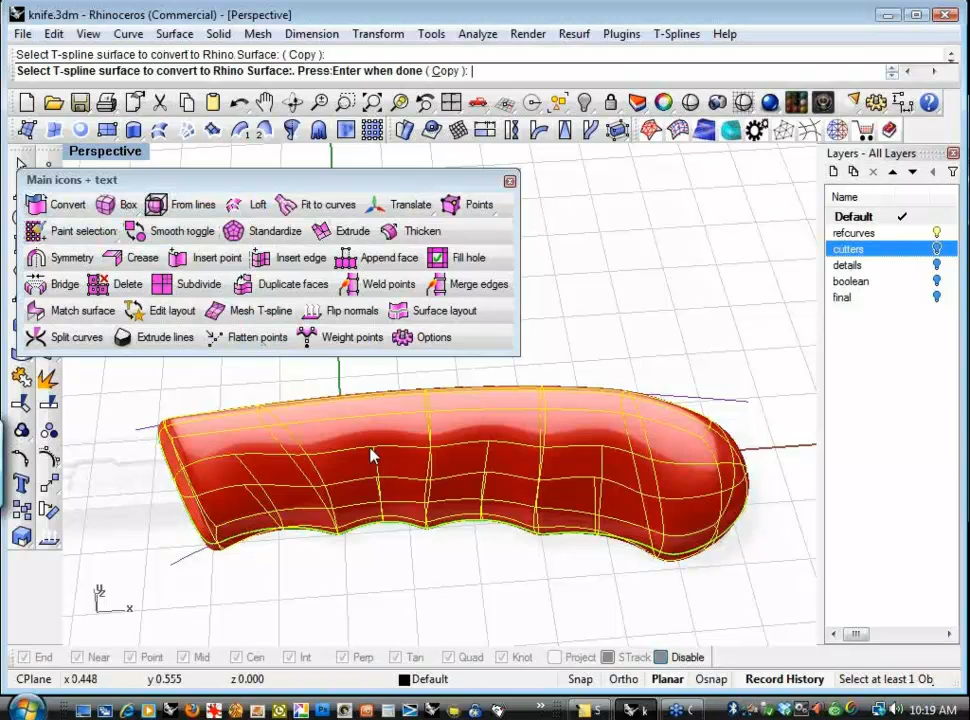 knife.3dm - Rhinoceros (Commercial) - [Perspective]
File Edit View Curve Surface Solid Mesh Dimension Transform Tools Analyze Render Resurf Plugins T-Splines Help
Select T-spline surface to convert to Rhino Surface: ( Copy ):
Select T-spline surface to convert to Rhino Surface:. Press Enter when done ( Copy ):
Perspective
Layers - All Layers
Main icons + text
Name
Convert Box From lines Loft Fit to curves Translate Points
Default
Paint selection Smooth toggle Standardize Extrude Thicken
refcurves
Symmetry Crease Insert point Insert edge Append face Fill hole
cutters
details
Bridge Delete Subdivide Duplicate faces Weld points Merge edges
boolean
final
Match surface Edit layout Mesh T-spline Flip normals Surface layout
Split curves Extrude lines Flatten points Weight points Options
x
End Near Point Mid Cen Int Perp Tan Quad Knot Project STrack Disable
CPlane x 0.448 y 0.555 z 0.000 Default Snap Ortho Planar Osnap Record History Select at least 1 Ob
S k C 10:19 AM